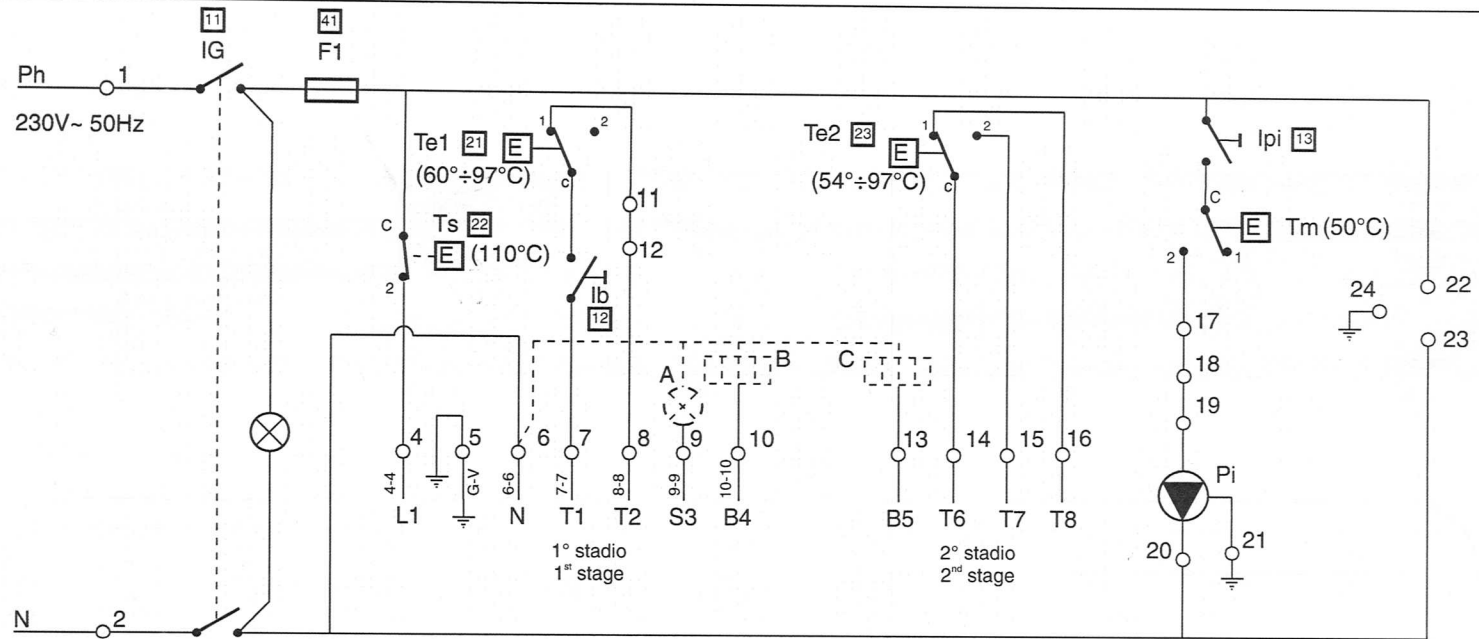 11
IG
41
F1
Ph
1
230V~ 50Hz
Te1 21
E
(60°÷97°C)
1
2
c
11
12
C
Ts 22
E (110°C)
2
Ib
12
Te2 23
E
(54°÷97°C)
1
2
c
Ipi 13
C
E Tm (50°C)
2
1
24
22
23
17
18
19
A
B
C
4
5
6
7
8
9
10
13
14
15
16
4-4
G-V
6-6
7-7
8-8
9-9
10-10
L1
N
T1
T2
S3
B4
B5
T6
T7
T8
1° stadio
1st stage
2° stadio
2nd stage
Pi
20
21
N
2